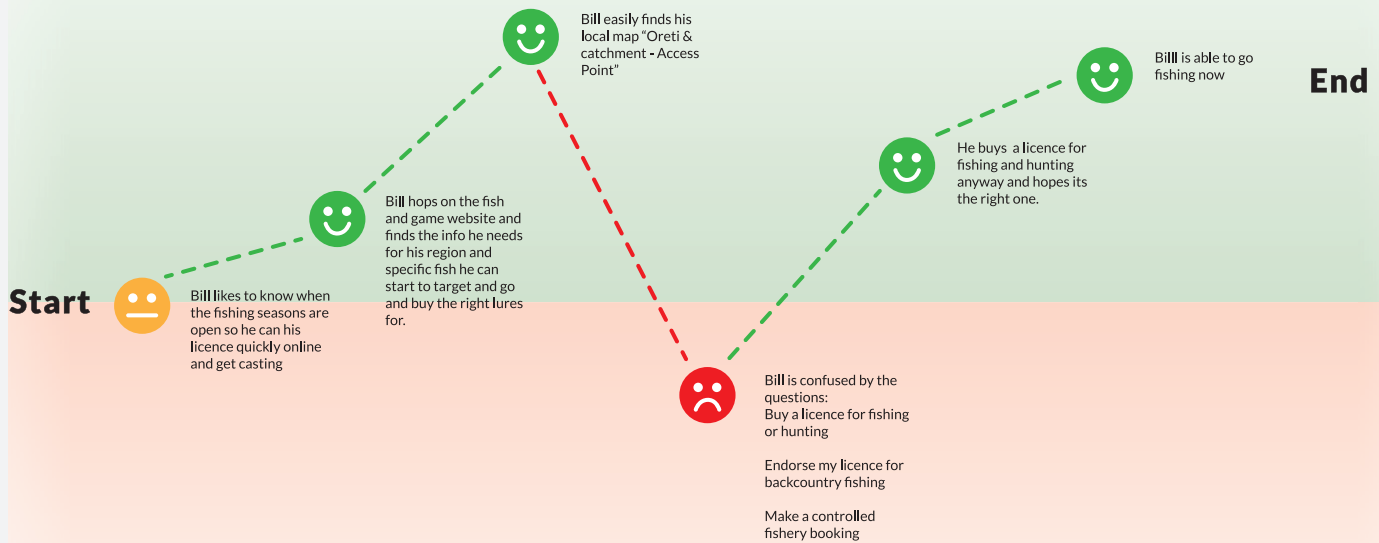 Start
Bill likes to know when
the fishing seasons are
open so he can his
licence quickly online
and get casting
Bill hops on the fish
and game website and
finds the info he needs
for his region and
specific fish he can
start to target and go
and buy the right lures
for.
Bill easily finds his
local map “Oreti &
catchment - Access
Point”
Bill is confused by the
questions:
Buy a licence for fishing
or hunting
Endorse my licence for
backcountry fishing
Make a controlled
fishery booking
He buys  a licence for
fishing and hunting
anyway and hopes its
the right one.
Billl is able to go
fishing now
End